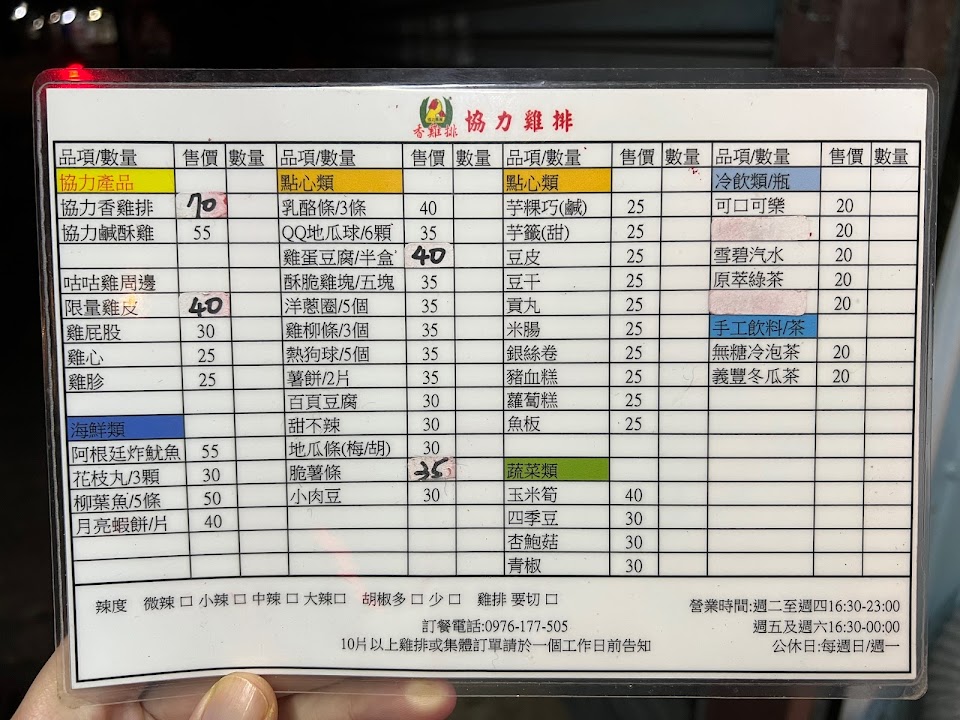 香雞排 協力雞排
品項/數量 售價 數量 品項/數量 售價 數量 品項/數量 售價 數量 品項/數量 售價 數量
協力產品 點心類 點心類 冷飲類/瓶
協力香雞排 70 乳酪條/3條 40 芋粿巧(鹹) 25 可口可樂 20
協力鹹酥雞 55 QQ地瓜球/6顆 35 芋籤(甜) 25 20
雞蛋豆腐/半盒 40 豆皮 25 雪碧汽水 20
咕咕雞周邊 酥脆雞塊/五塊 35 豆干 25 原萃綠茶 20
限量雞皮 40 洋蔥圈/5個 35 貢丸 25 20
雞屁股 30 雞柳條/3個 35 米腸 25 手工飲料/茶
雞心 25 熱狗球/5個 35 銀絲卷 25 無糖冷泡茶 20
雞胗 25 薯餅/2片 35 豬血糕 25 義豐冬瓜茶 20
百頁豆腐 30 蘿蔔糕 25
海鮮類 甜不辣 30 魚板 25
阿根廷炸魷魚 55 地瓜條(梅/胡) 30
花枝丸/3顆 30 脆薯條 35 蔬菜類
柳葉魚/5條 50 小肉豆 30 玉米筍 40
月亮蝦餅/片 40 四季豆 30
杏鮑菇 30
青椒 30
辣度 微辣 □ 小辣 □ 中辣 □ 大辣□ 胡椒多 □ 少 □ 雞排 要切 □
營業時間:週二至週四16:30-23:00
訂餐電話:0976-177-505
週五及週六16:30-00:00
10片以上雞排或集體訂單請於一個工作日前告知
公休日:每週日/週一